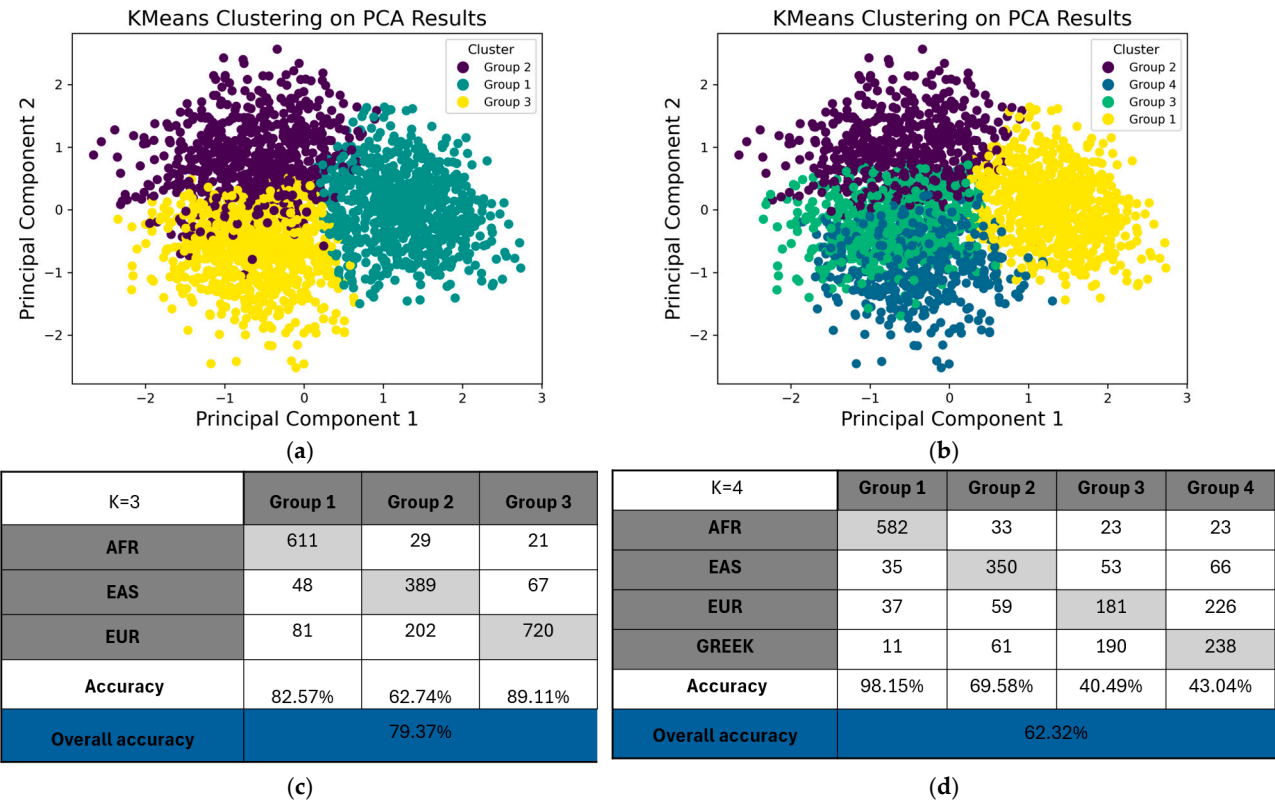 KMeans Clustering on PCA Results
Principal Component 2
2
1
0
−1
−2
Cluster
Group 2
Group 1
Group 3
−2 −1 0 1 2 3
Principal Component 1
(a)
KMeans Clustering on PCA Results
Principal Component 2
2
1
0
−1
−2
Cluster
Group 2
Group 4
Group 3
Group 1
−2 −1 0 1 2 3
Principal Component 1
(b)
K=3 Group 1 Group 2 Group 3
AFR 611 29 21
EAS 48 389 67
EUR 81 202 720
Accuracy 82.57% 62.74% 89.11%
Overall accuracy 79.37%
(c)
K=4 Group 1 Group 2 Group 3 Group 4
AFR 582 33 23 23
EAS 35 350 53 66
EUR 37 59 181 226
GREEK 11 61 190 238
Accuracy 98.15% 69.58% 40.49% 43.04%
Overall accuracy 62.32%
(d)